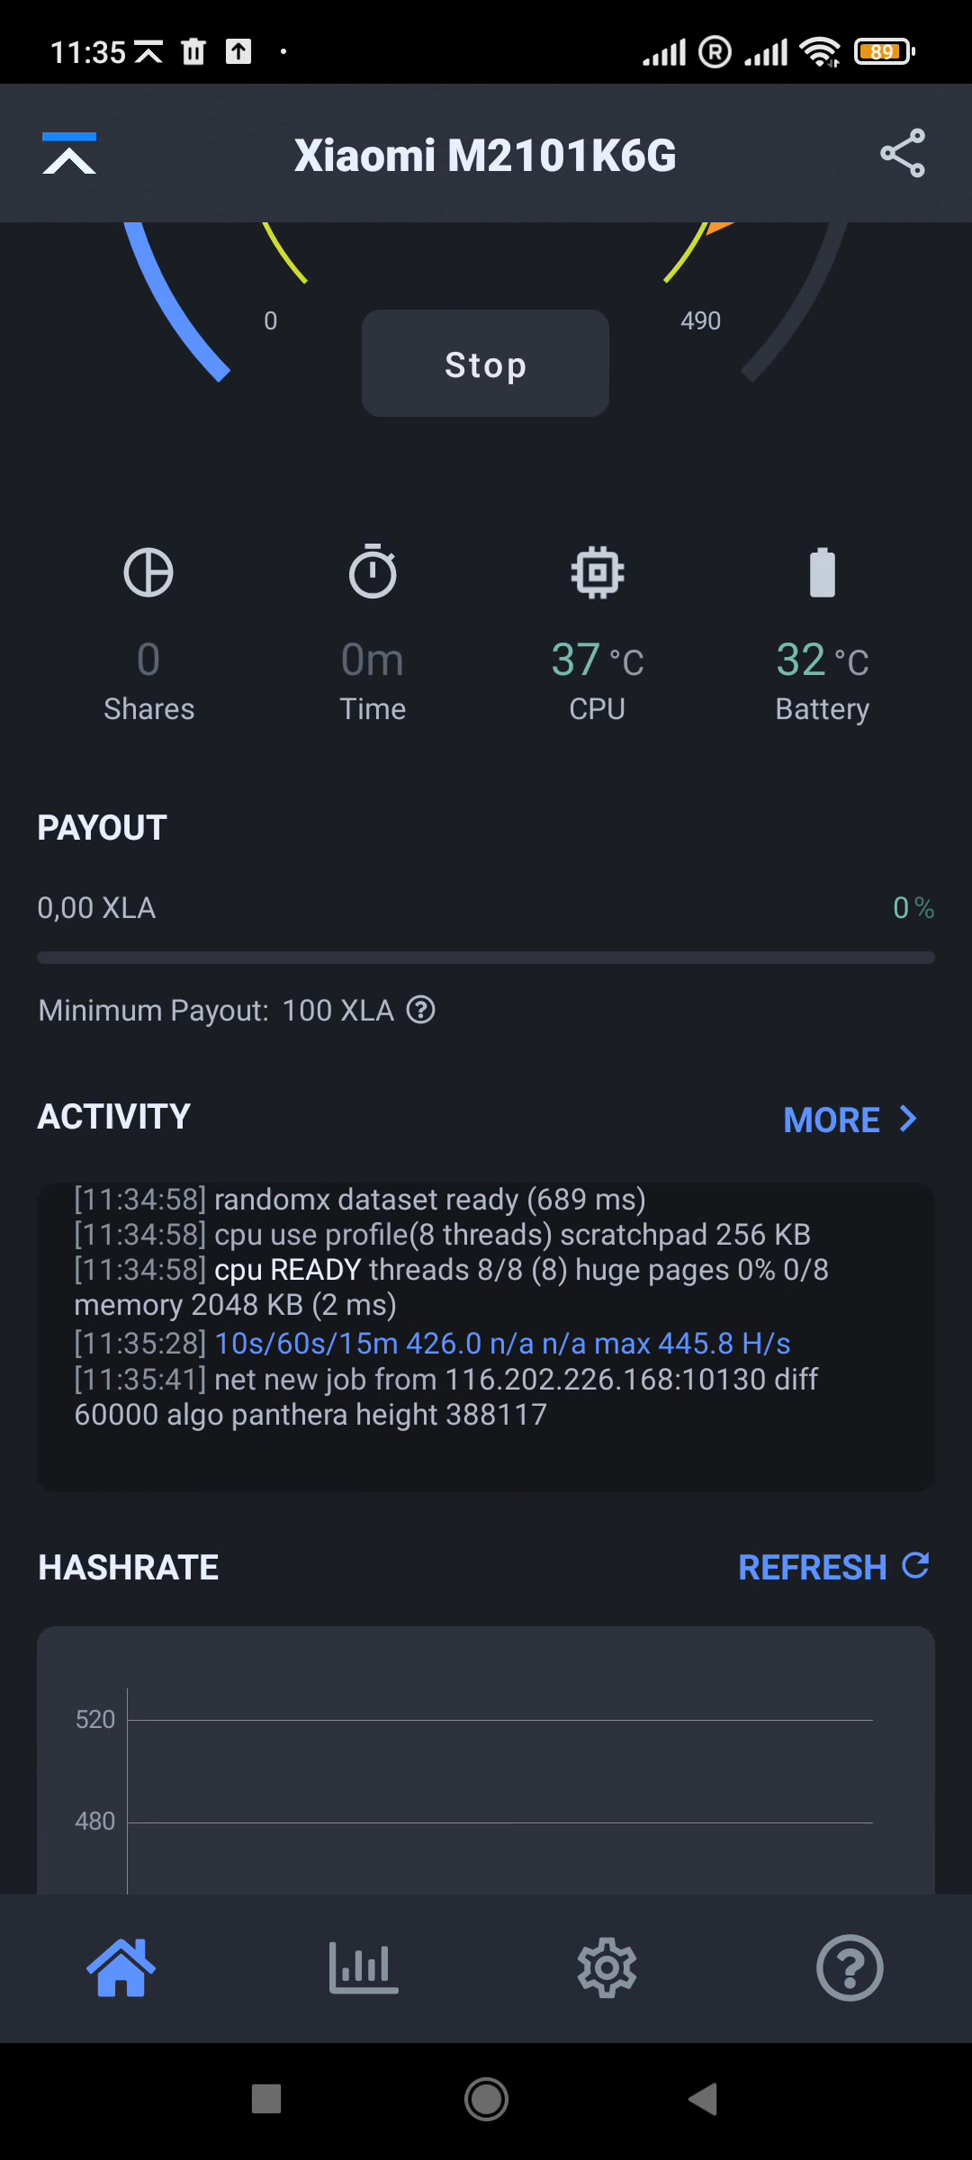 11:35
R
89
Xiaomi M2101K6G
0
490
Stop
0
0m
37 °C
32 °C
Shares
Time
CPU
Battery
PAYOUT
0,00 XLA
0 %
Minimum Payout: 100 XLA ?
ACTIVITY
MORE
[11:34:58] randomx dataset ready (689 ms)
[11:34:58] cpu use profile(8 threads) scratchpad 256 KB
[11:34:58] cpu READY threads 8/8 (8) huge pages 0% 0/8
memory 2048 KB (2 ms)
[11:35:28] 10s/60s/15m 426.0 n/a n/a max 445.8 H/s
[11:35:41] net new job from 116.202.226.168:10130 diff
60000 algo panthera height 388117
HASHRATE
REFRESH
520
480
?